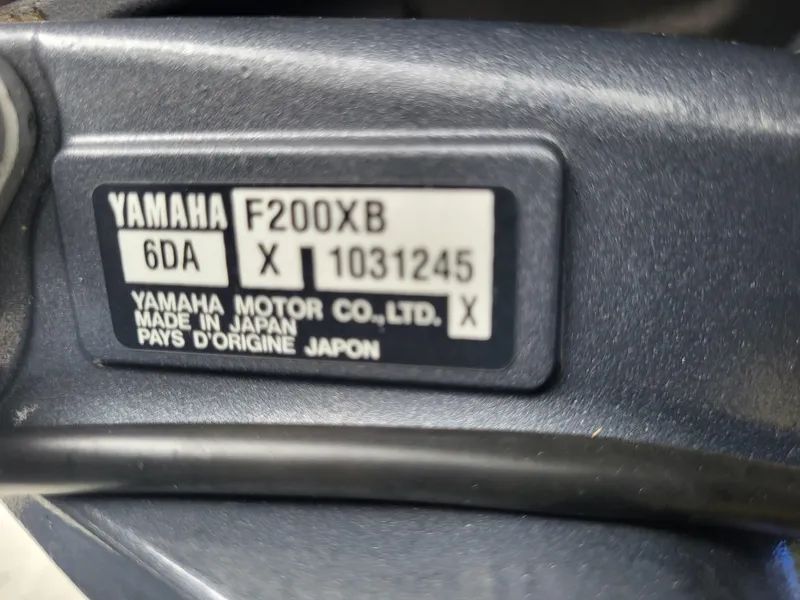 YAMAHA F200XB
6DA X 1031245
YAMAHA MOTOR CO.,LTD. X
MADE IN JAPAN
PAYS D'ORIGINE JAPON